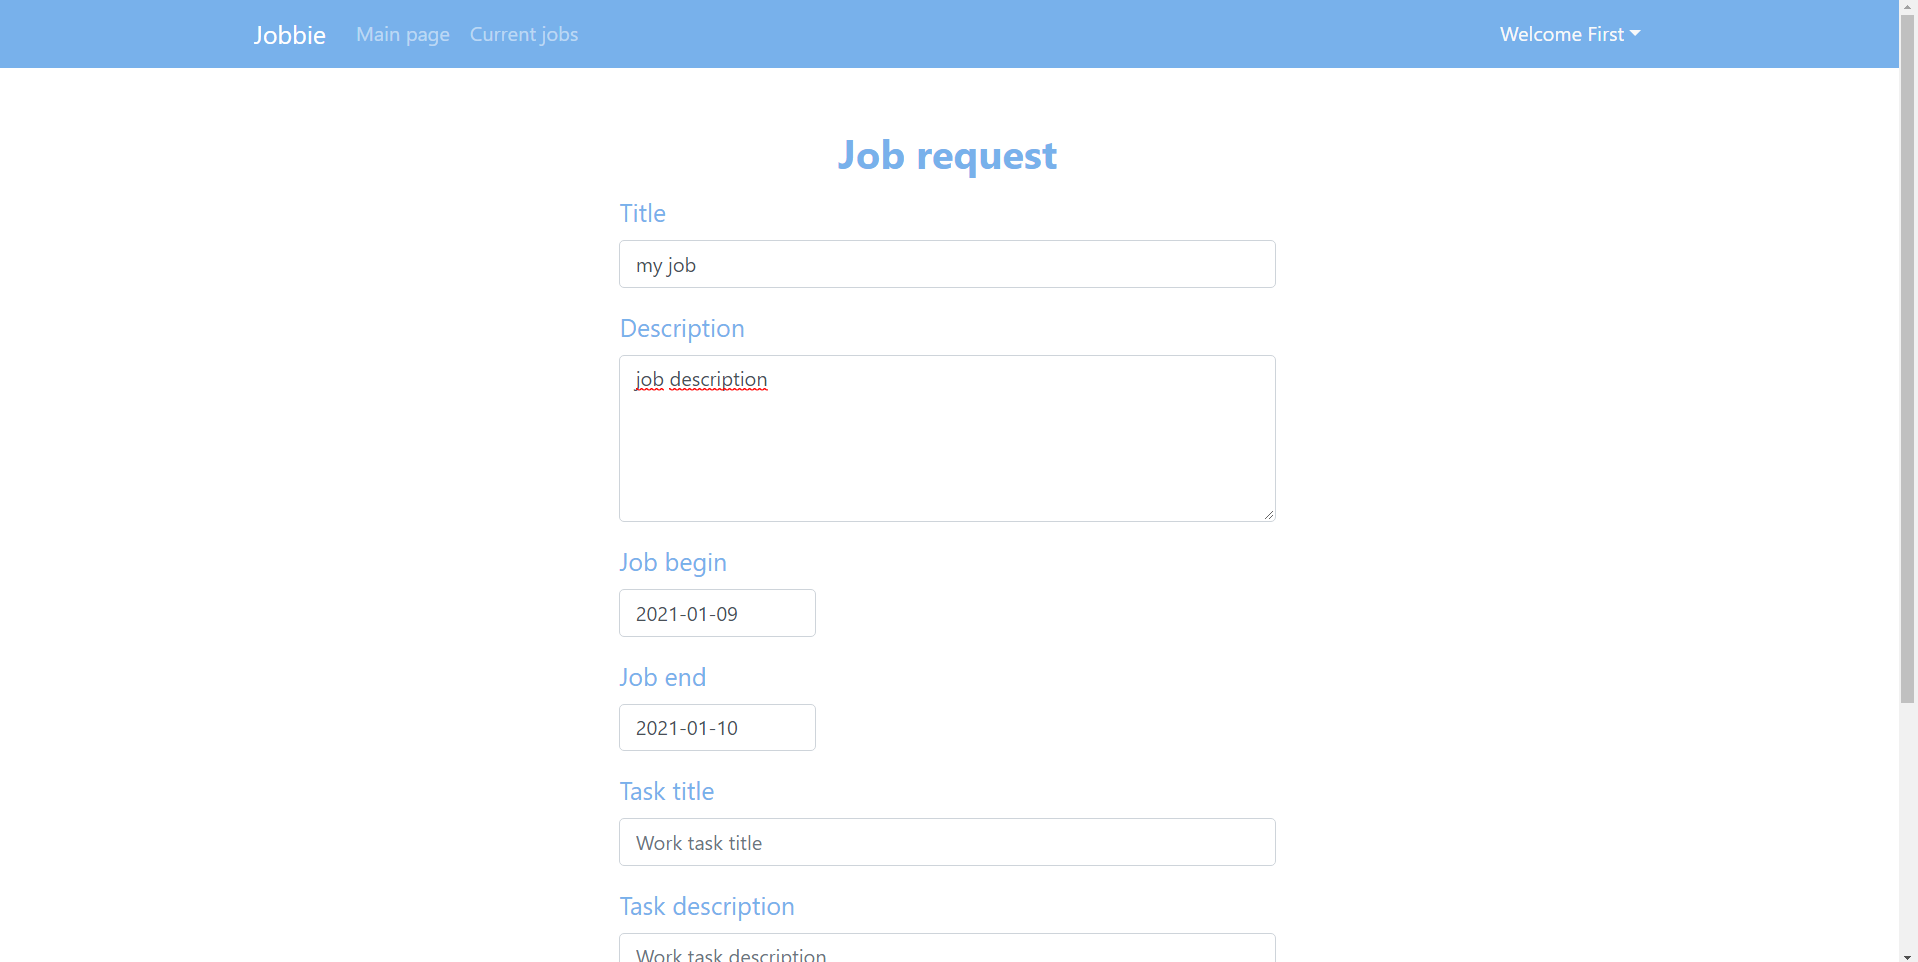 Jobbie Main page Current jobs Welcome First
Job request
Title
my job
Description
job description
Job begin
2021-01-09
Job end
2021-01-10
Task title
Work task title
Task description
Work task description